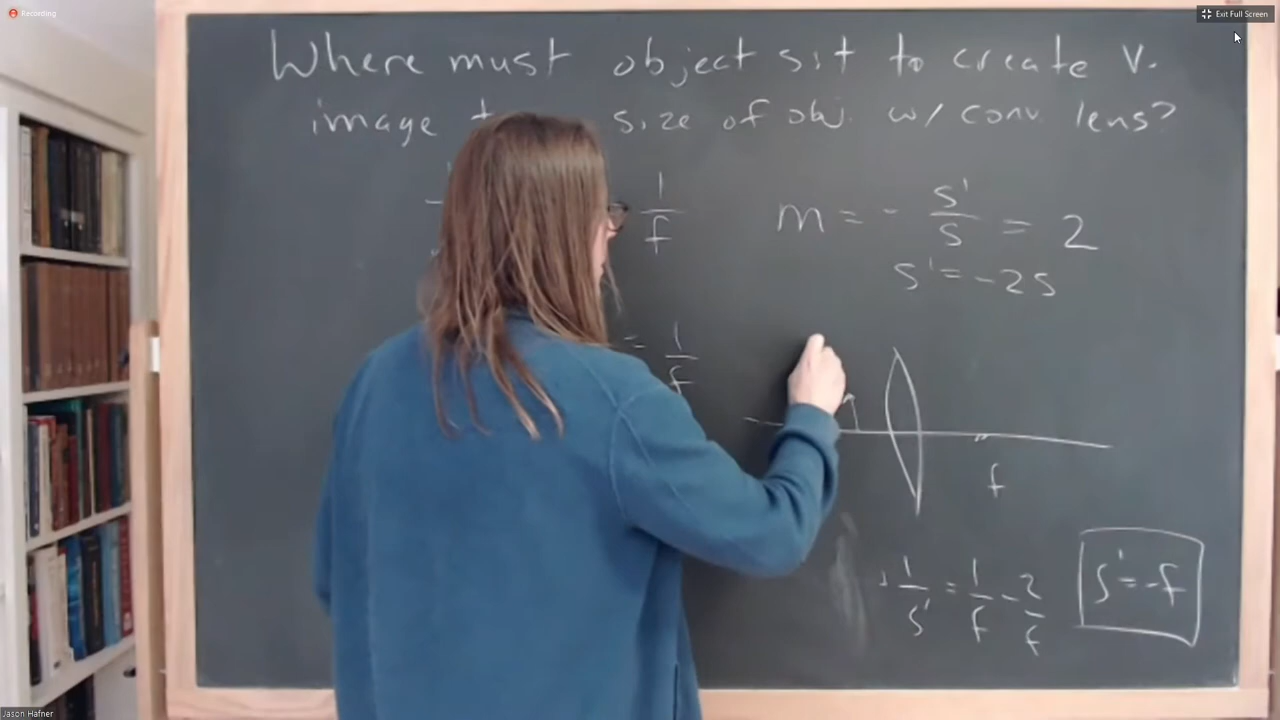 Recording
Exit Full Screen
Where must object sit to create v.
image size of obj. w/ conv. lens?
1/f
m = - s'/s = 2
s' = -2s
= 1/f
f
1/s' = 1/f - 2/f
s' = -f
Jason Hafner